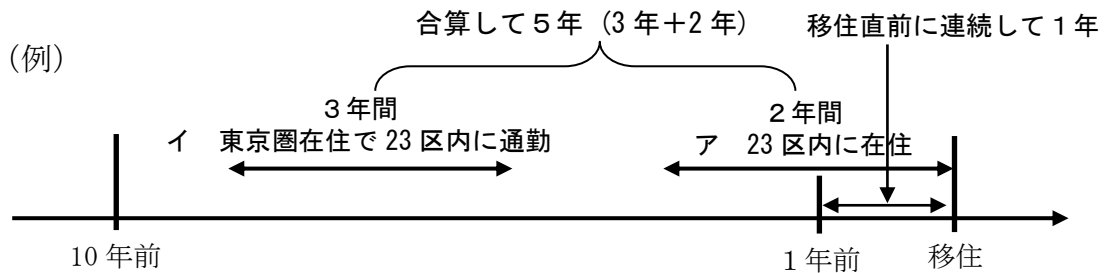 合算して５年（3 年＋2 年）
移住直前に連続して１年
（例）
３年間
イ　東京圏在住で 23 区内に通勤
２年間
ア　23 区内に在住
10 年前
１年前
移住